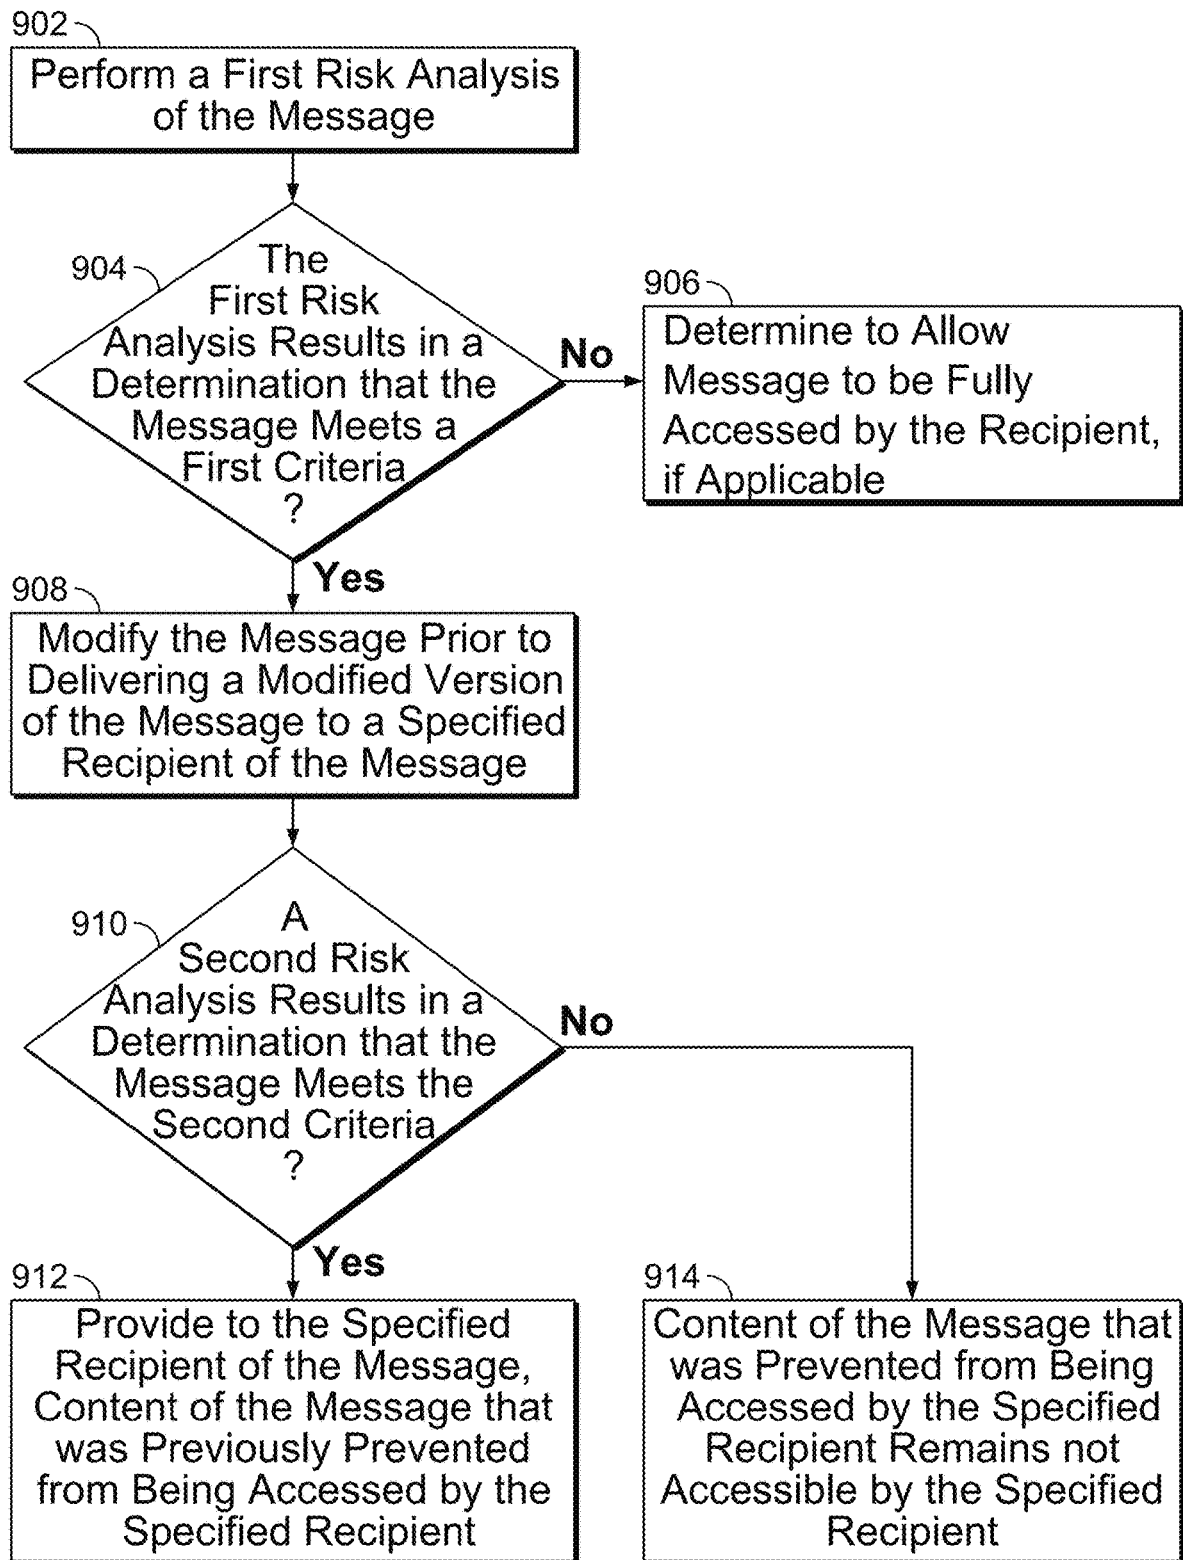 902
Perform a First Risk Analysis
of the Message
904
The
First Risk
Analysis Results in a
Determination that the
Message Meets a
First Criteria
?
No
906
Determine to Allow
Message to be Fully
Accessed by the Recipient,
if Applicable
Yes
908
Modify the Message Prior to
Delivering a Modified Version
of the Message to a Specified
Recipient of the Message
910
A
Second Risk
Analysis Results in a
Determination that the
Message Meets the
Second Criteria
?
No
Yes
912
Provide to the Specified
Recipient of the Message,
Content of the Message that
was Previously Prevented
from Being Accessed by the
Specified Recipient
914
Content of the Message that
was Prevented from Being
Accessed by the Specified
Recipient Remains not
Accessible by the Specified
Recipient